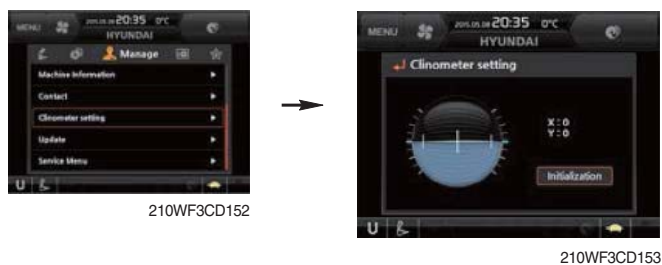 MENU 2015.05.08 20:35 0°C
HYUNDAI
Manage
Machine Information
Contact
Clinometer setting
Update
Service Menu
U
210WF3CD152
MENU 2015.05.08 20:35 0°C
HYUNDAI
Clinometer setting
X:0
Y:0
Initialization
U
210WF3CD153